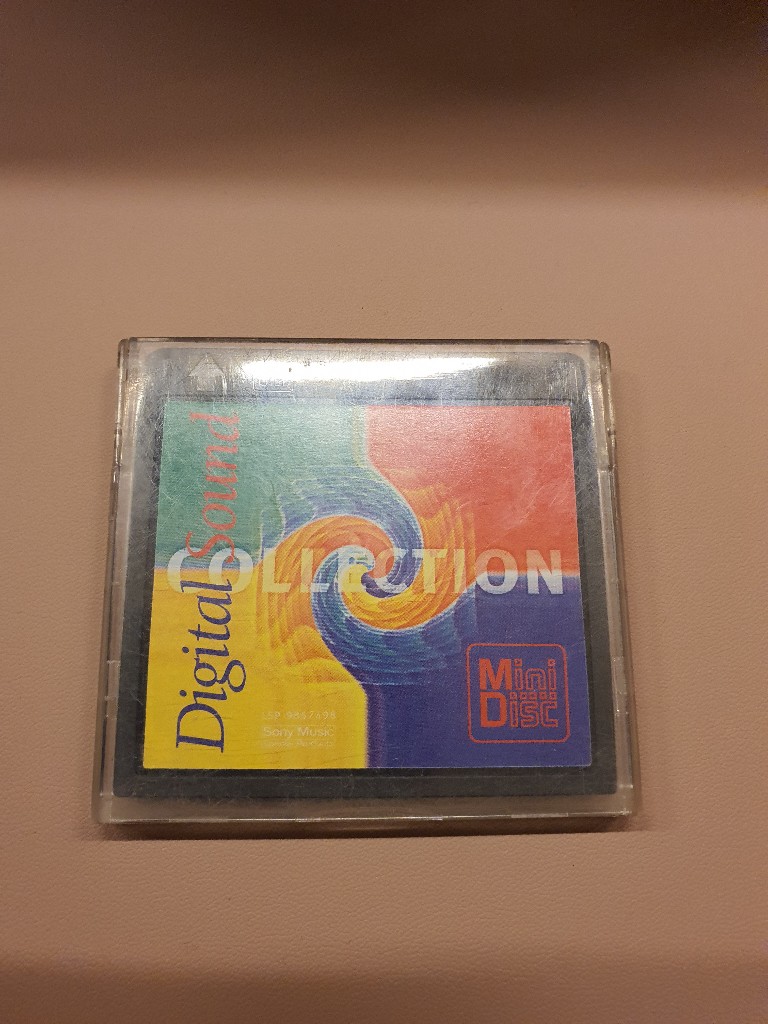 Digital Sound
COLLECTION
Mini
Disc
Sony Music